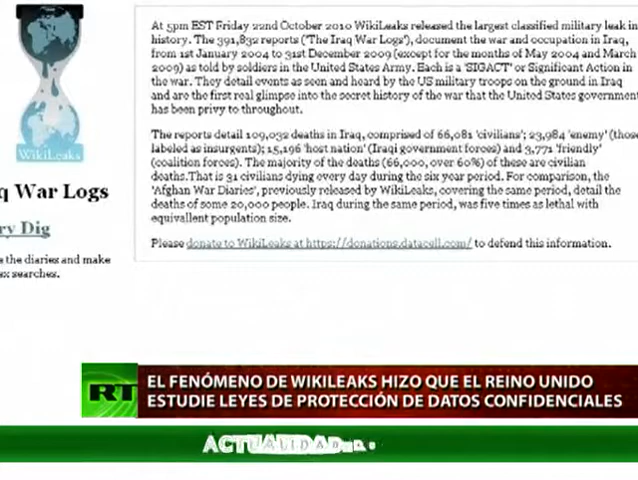 At 5pm EST Friday 22nd October 2010 WikiLeaks released the largest classified military leak in
history. The 391,832 reports ('The Iraq War Logs'), document the war and occupation in Iraq,
from 1st January 2004 to 31st December 2009 (except for the months of May 2004 and March
2009) as told by soldiers in the United States Army. Each is a 'SIGACT' or Significant Action in
the war. They detail events as seen and heard by the US military troops on the ground in Iraq
and are the first real glimpse into the secret history of the war that the United States government
has been privy to throughout.
The reports detail 109,032 deaths in Iraq, comprised of 66,081 'civilians'; 23,984 'enemy' (those
labeled as insurgents); 15,196 'host nation' (Iraqi government forces) and 3,771 'friendly'
(coalition forces). The majority of the deaths (66,000, over 60%) of these are civilian
deaths.That is 31 civilians dying every day during the six year period. For comparison, the
'Afghan War Diaries', previously released by WikiLeaks, covering the same period, detail the
deaths of some 20,000 people. Iraq during the same period, was five times as lethal with
equivallent population size.
Please donate to WikiLeaks at https://donations.datacell.com/ to defend this information.
WikiLeaks
q War Logs
ry Dig
e the diaries and make
ex searches.
RT
EL FENÓMENO DE WIKILEAKS HIZO QUE EL REINO UNIDO
ESTUDIE LEYES DE PROTECCIÓN DE DATOS CONFIDENCIALES
ACTUALIDAD